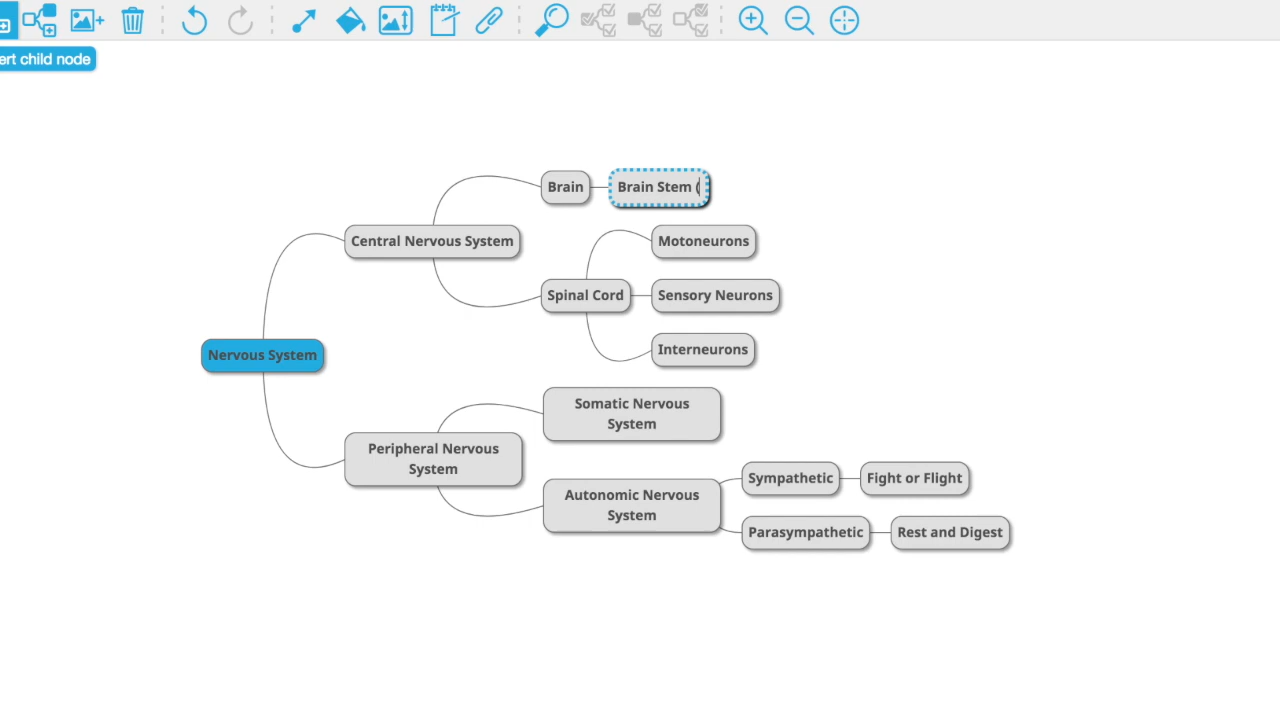 ert child node
Brain
Brain Stem (
Central Nervous System
Motoneurons
Spinal Cord
Sensory Neurons
Interneurons
Nervous System
Somatic Nervous
System
Peripheral Nervous
System
Autonomic Nervous
System
Sympathetic
Fight or Flight
Parasympathetic
Rest and Digest